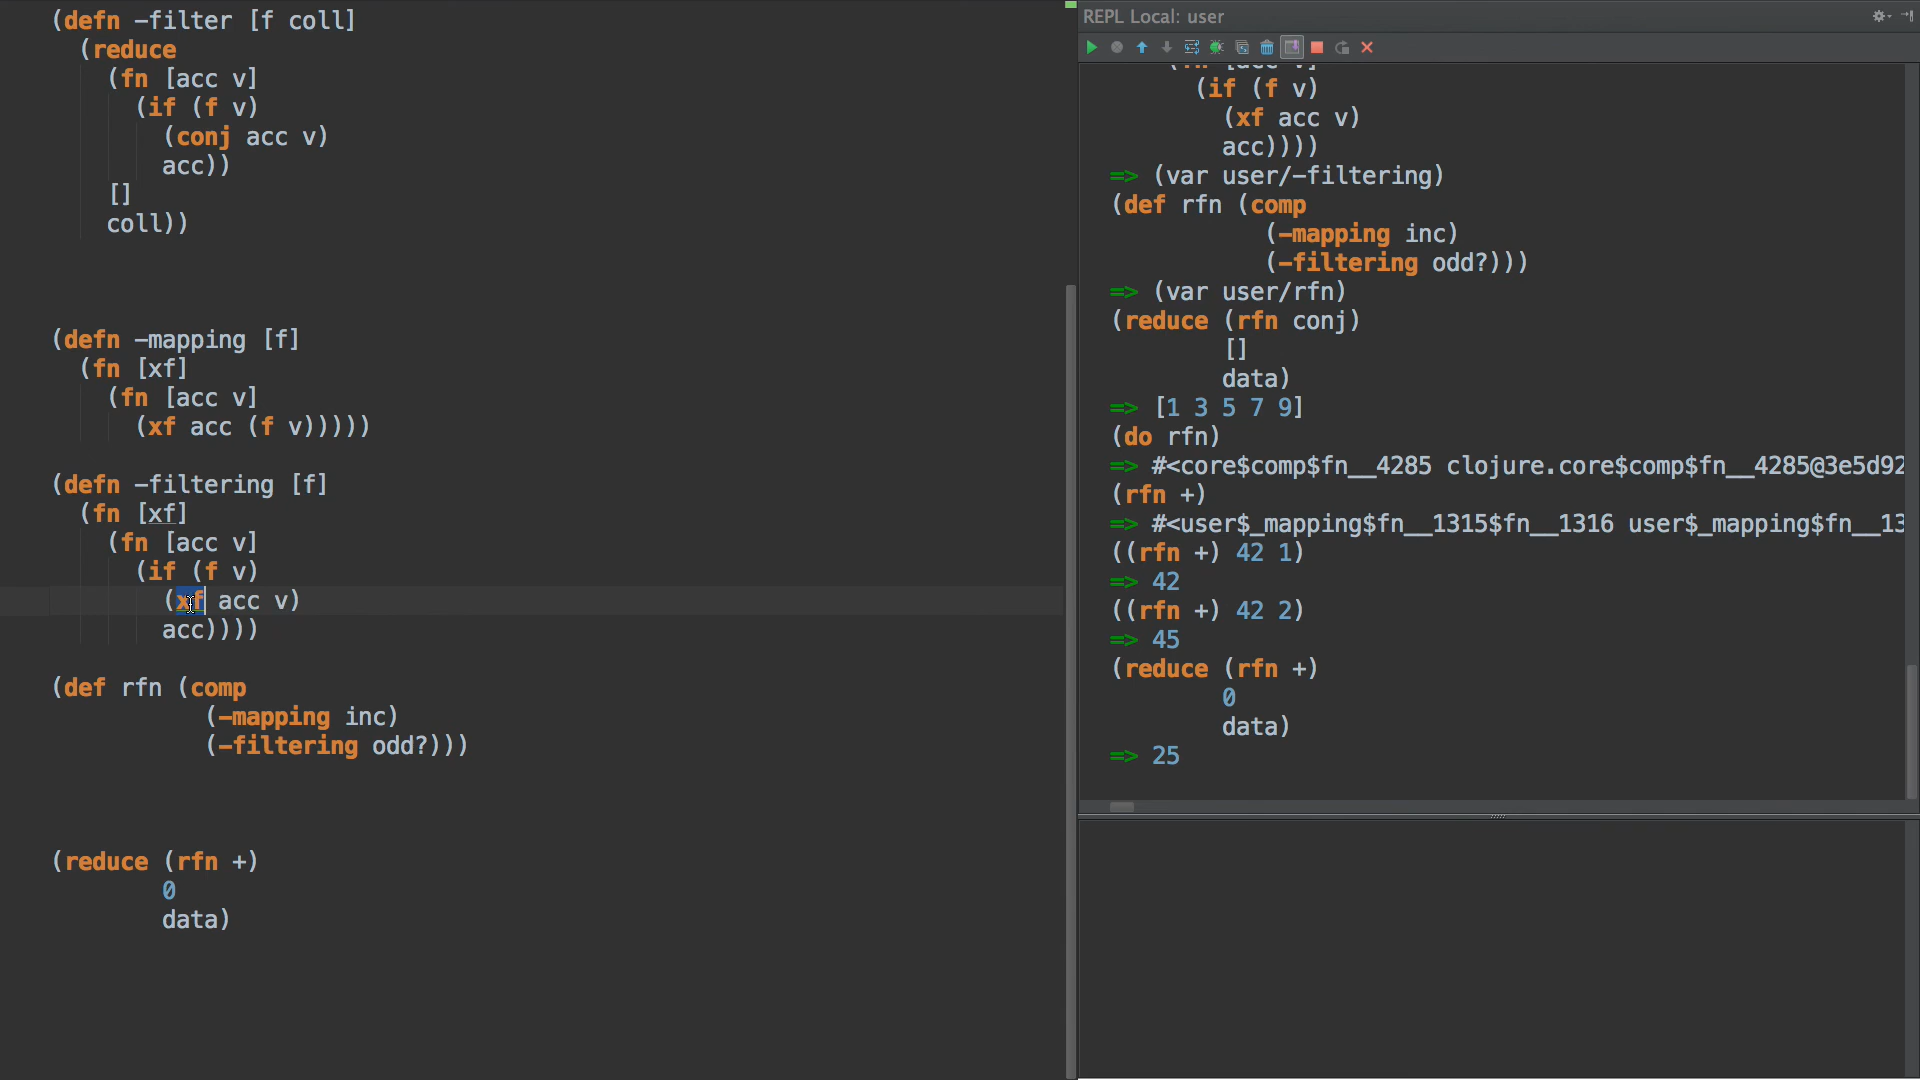 (defn -filter [f coll]
(reduce
(fn [acc v]
(if (f v)
(conj acc v)
acc))
[]
coll))
(defn -mapping [f]
(fn [xf]
(fn [acc v]
(xf acc (f v)))))
(defn -filtering [f]
(fn [xf]
(fn [acc v]
(if (f v)
(xf acc v)
acc))))
(def rfn (comp
(-mapping inc)
(-filtering odd?)))
(reduce (rfn +)
0
data)
REPL Local: user
(fn [acc v]
(if (f v)
(xf acc v)
acc))))
=> (var user/-filtering)
(def rfn (comp
(-mapping inc)
(-filtering odd?)))
=> (var user/rfn)
(reduce (rfn conj)
[]
data)
=> [1 3 5 7 9]
(do rfn)
=> #<core$comp$fn__4285 clojure.core$comp$fn__4285@3e5d92
(rfn +)
=> #<user$_mapping$fn__1315$fn__1316 user$_mapping$fn__13
((rfn +) 42 1)
=> 42
((rfn +) 42 2)
=> 45
(reduce (rfn +)
0
data)
=> 25